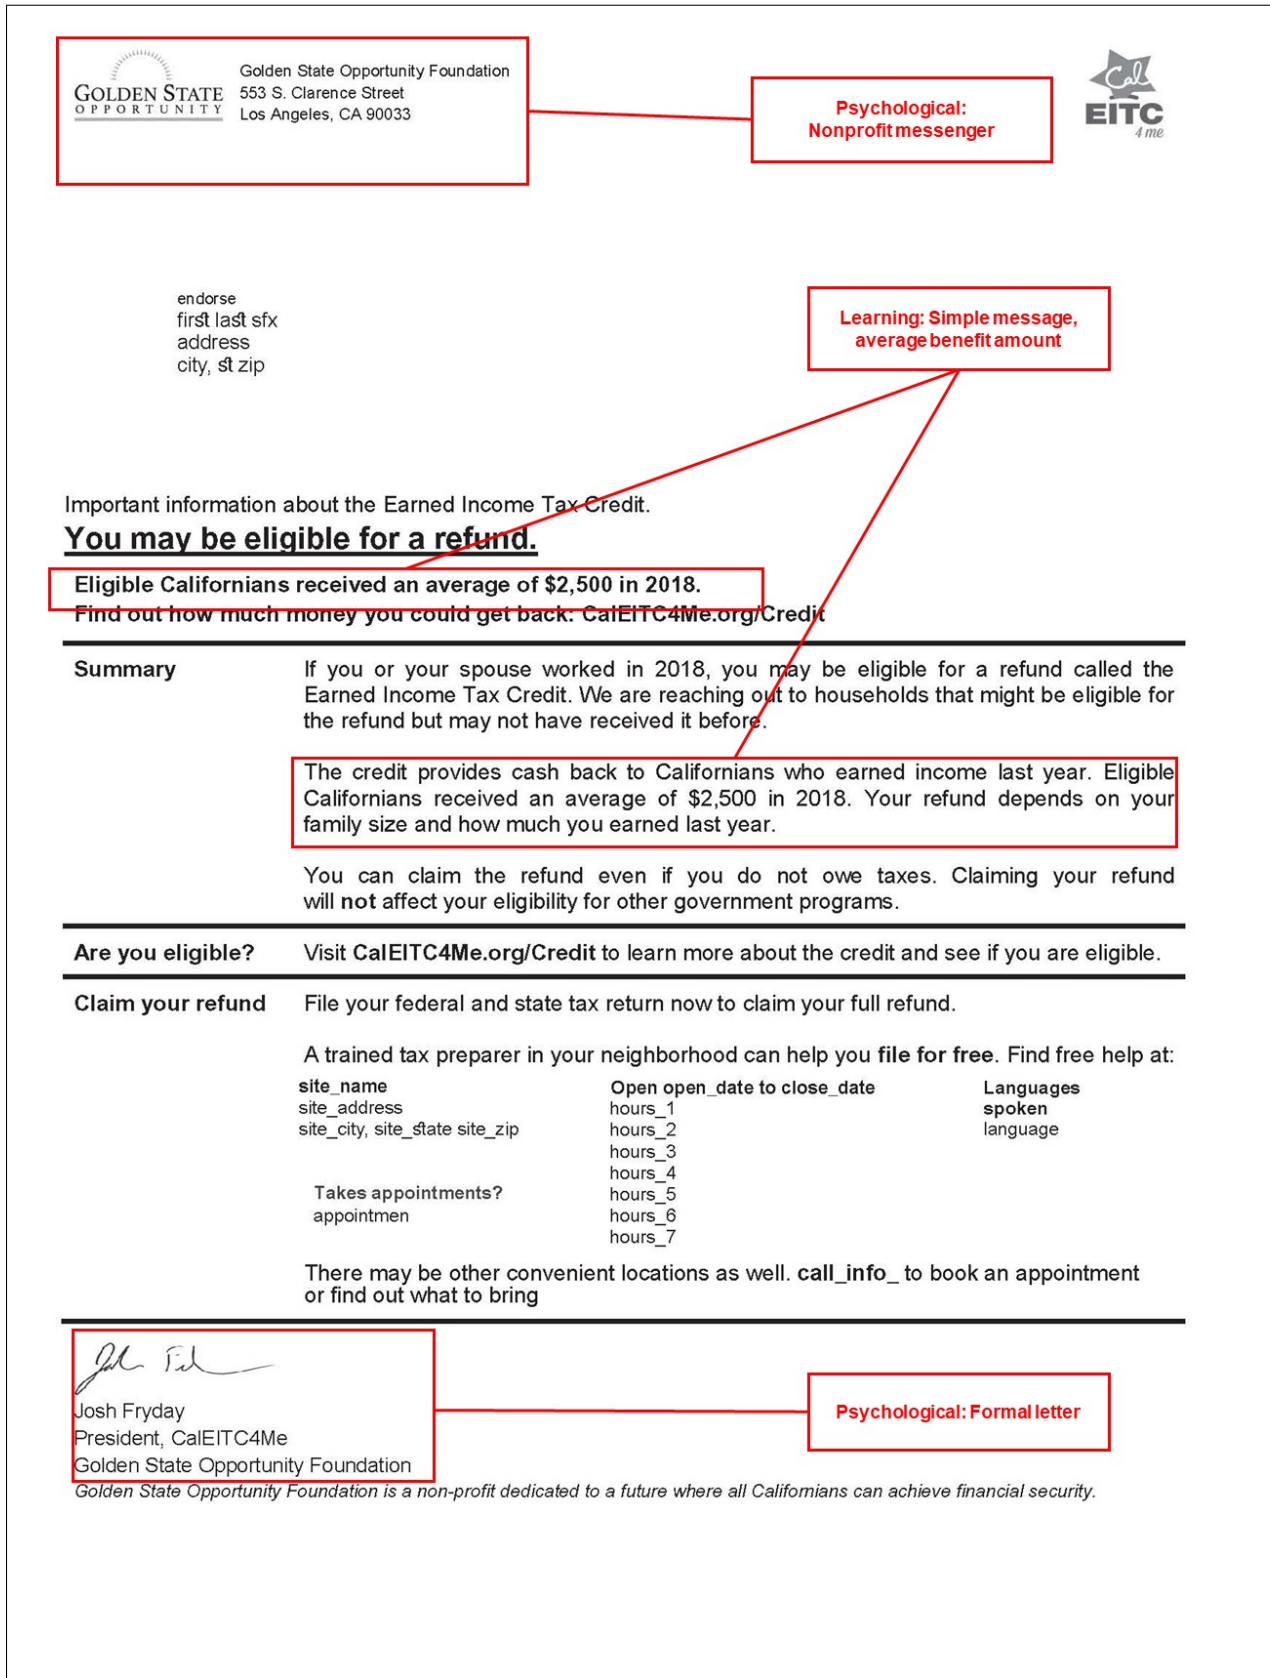 GOLDEN STATE
OPPORTUNITY
Golden State Opportunity Foundation
553 S. Clarence Street
Los Angeles, CA 90033
Psychological:
Nonprofit messenger
Cal
EITC
4 me
endorse
first last sfx
address
city, st zip
Learning: Simple message,
average benefit amount
Important information about the Earned Income Tax Credit.
You may be eligible for a refund.
Eligible Californians received an average of $2,500 in 2018.
Find out how much money you could get back: CalEITC4Me.org/Credit
Summary
If you or your spouse worked in 2018, you may be eligible for a refund called the
Earned Income Tax Credit. We are reaching out to households that might be eligible for
the refund but may not have received it before.
The credit provides cash back to Californians who earned income last year. Eligible
Californians received an average of $2,500 in 2018. Your refund depends on your
family size and how much you earned last year.
You can claim the refund even if you do not owe taxes. Claiming your refund
will not affect your eligibility for other government programs.
Are you eligible?
Visit CalEITC4Me.org/Credit to learn more about the credit and see if you are eligible.
Claim your refund
File your federal and state tax return now to claim your full refund.
A trained tax preparer in your neighborhood can help you file for free. Find free help at:
site_name
site_address
site_city, site_state site_zip
Takes appointments?
appointmen
Open open_date to close_date
hours_1
hours_2
hours_3
hours_4
hours_5
hours_6
hours_7
Languages
spoken
language
There may be other convenient locations as well. call_info_ to book an appointment
or find out what to bring
Josh Fryday
President, CalEITC4Me
Golden State Opportunity Foundation
Psychological: Formal letter
Golden State Opportunity Foundation is a non-profit dedicated to a future where all Californians can achieve financial security.